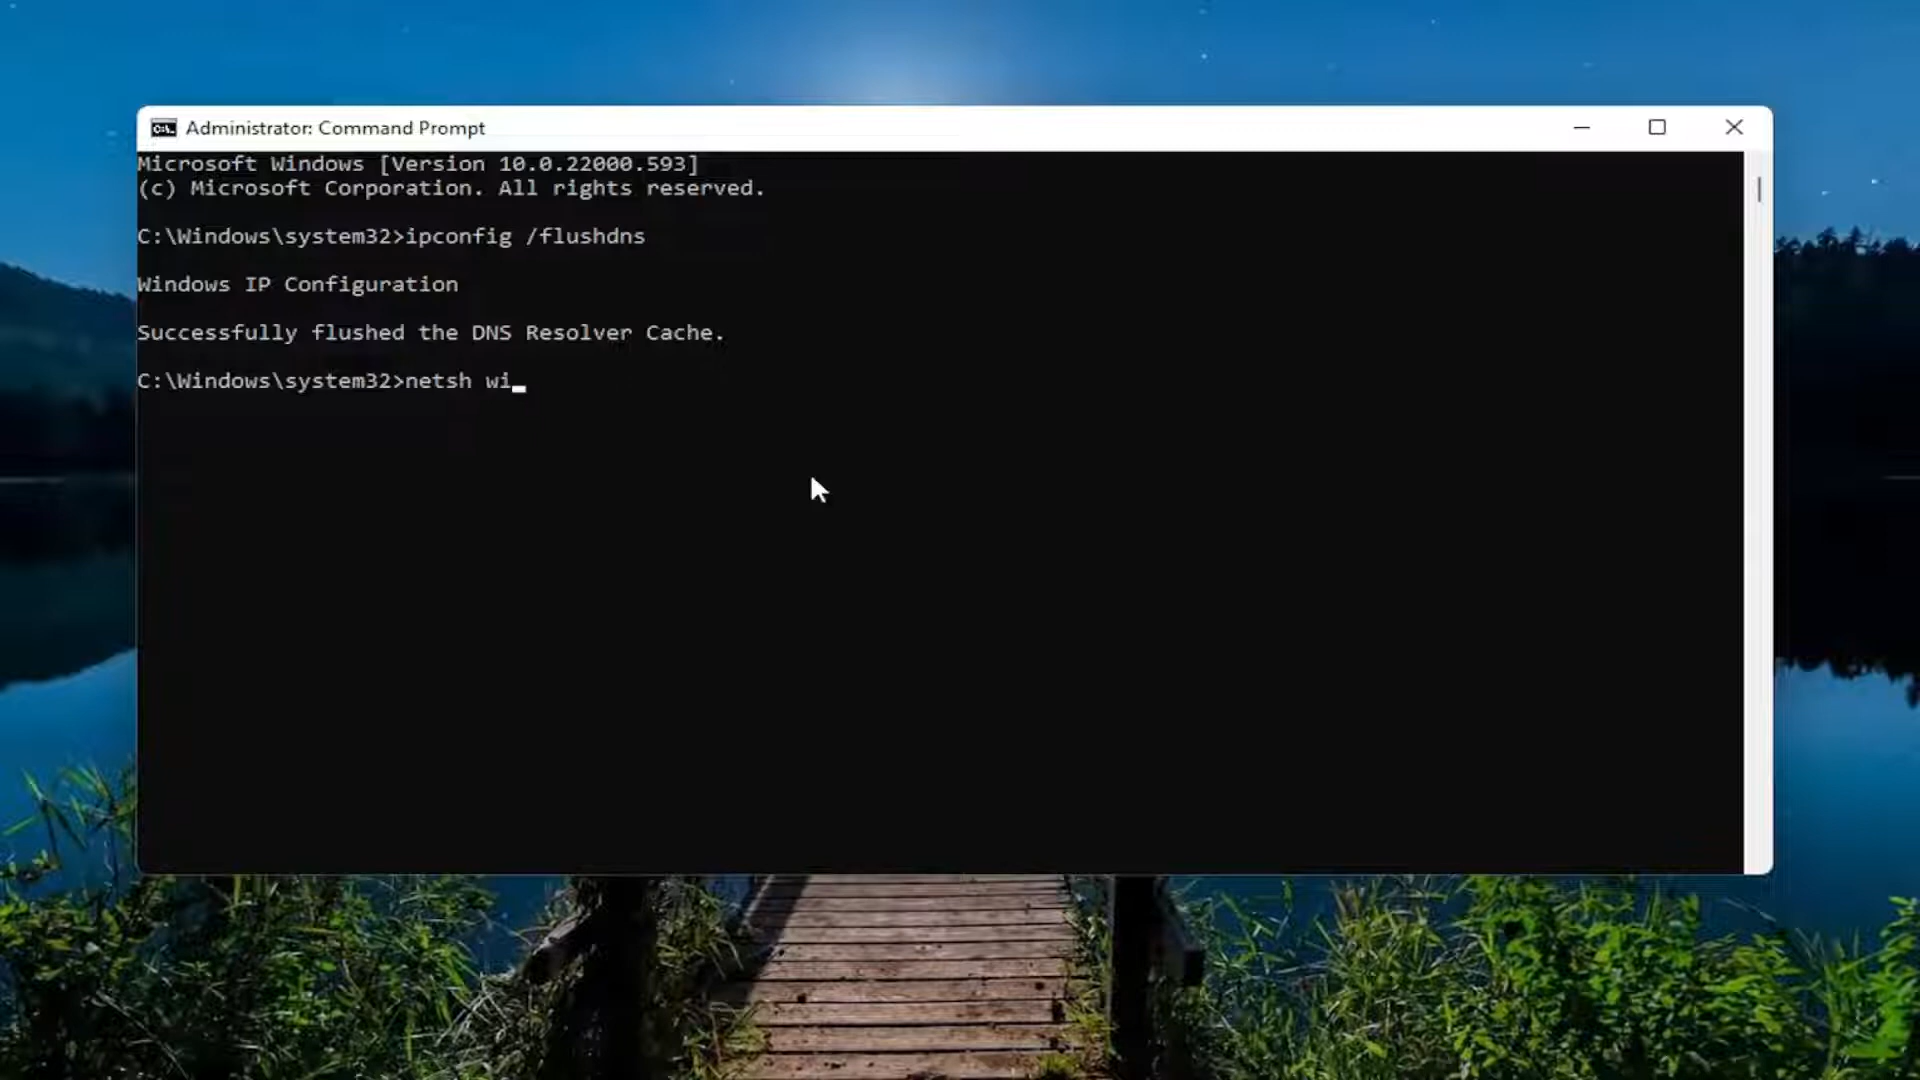 Administrator: Command Prompt
Microsoft Windows [Version 10.0.22000.593]
(c) Microsoft Corporation. All rights reserved.
C:\Windows\system32>ipconfig /flushdns
Windows IP Configuration
Successfully flushed the DNS Resolver Cache.
C:\Windows\system32>netsh wi